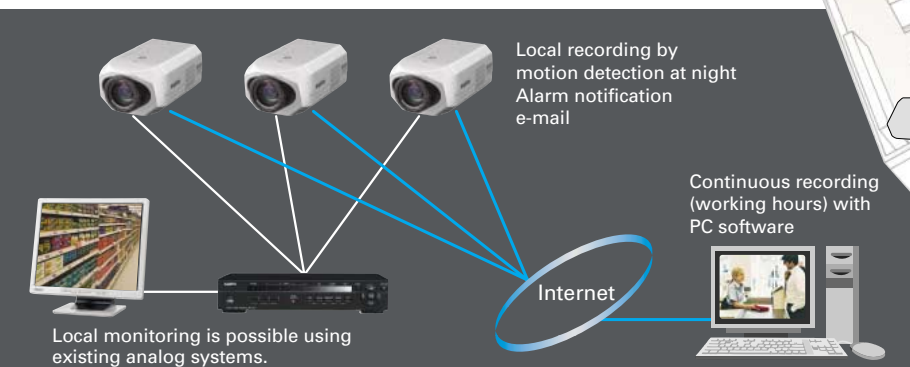 Local recording by
motion detection at night
Alarm notification
e-mail
Continuous recording
(working hours) with
PC software
Internet
Local monitoring is possible using
existing analog systems.